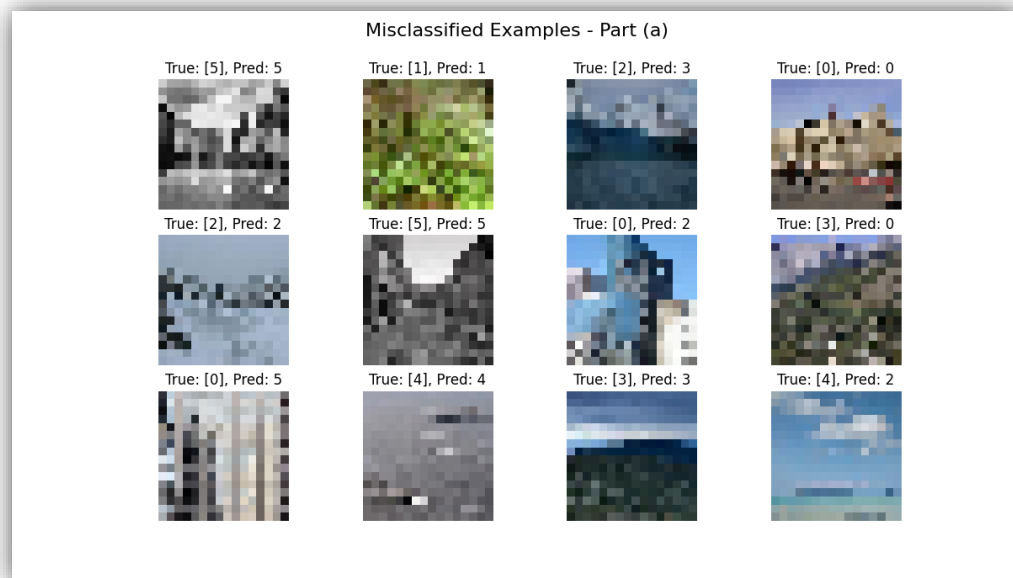 Misclassified Examples - Part (a)
True: [5], Pred: 5
True: [1], Pred: 1
True: [2], Pred: 3
True: [0], Pred: 0
True: [2], Pred: 2
True: [5], Pred: 5
True: [0], Pred: 2
True: [3], Pred: 0
True: [0], Pred: 5
True: [4], Pred: 4
True: [3], Pred: 3
True: [4], Pred: 2